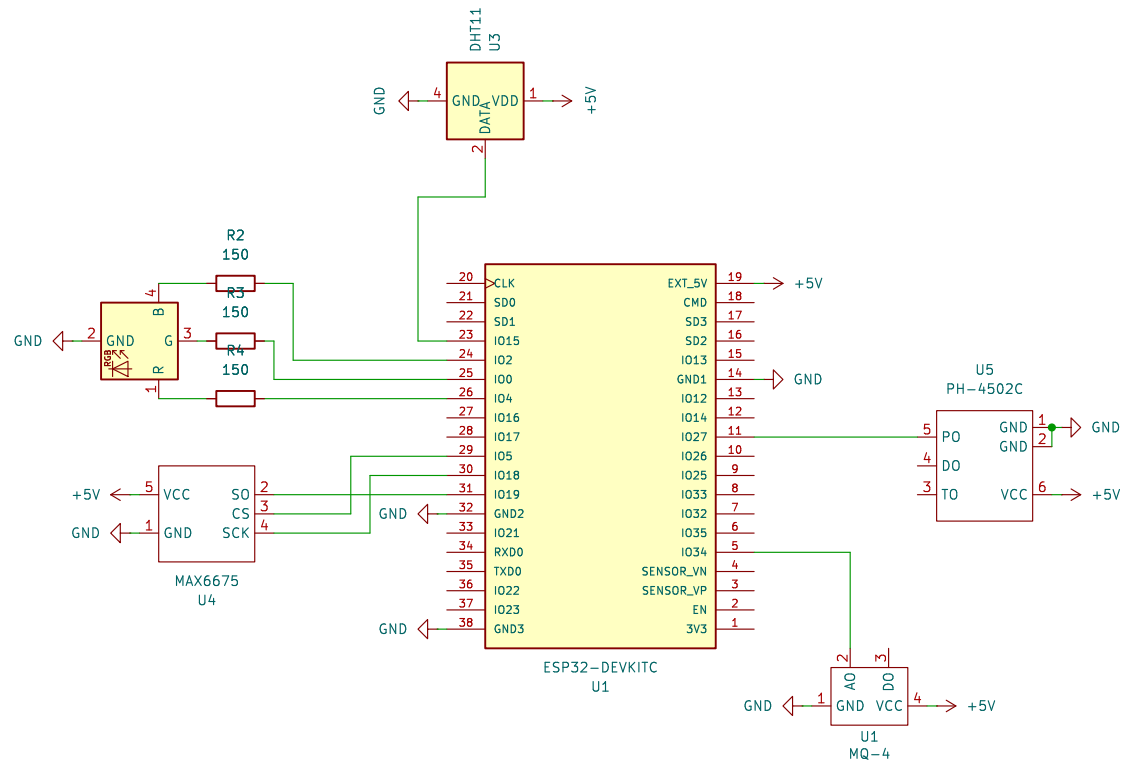 DHT11
U3
GND
4
GND
VDD
1
+5V
DATA
2
R2
150
R3
150
R4
150
GND
2
GND
4
B
G
3
R
1
RGB
20 CLK
21 SD0
22 SD1
23 IO15
24 IO2
25 IO0
26 IO4
27 IO16
28 IO17
29 IO5
30 IO18
31 IO19
GND 32 GND2
33 IO21
34 RXD0
35 TXD0
36 IO22
37 IO23
GND 38 GND3
EXT_5V 19 +5V
CMD 18
SD3 17
SD2 16
IO13 15
GND1 14 GND
IO12 13
IO14 12
IO27 11
IO26 10
IO25 9
IO33 8
IO32 7
IO35 6
IO34 5
SENSOR_VN 4
SENSOR_VP 3
EN 2
3V3 1
ESP32-DEVKITC
U1
+5V 5 VCC
GND 1 GND
SO 2
CS 3
SCK 4
MAX6675
U4
U5
PH-4502C
5 PO
4 DO
3 TO
GND 1 GND
GND 2
VCC 6 +5V
2
AO
3
DO
GND 1 GND
VCC 4 +5V
U1
MQ-4